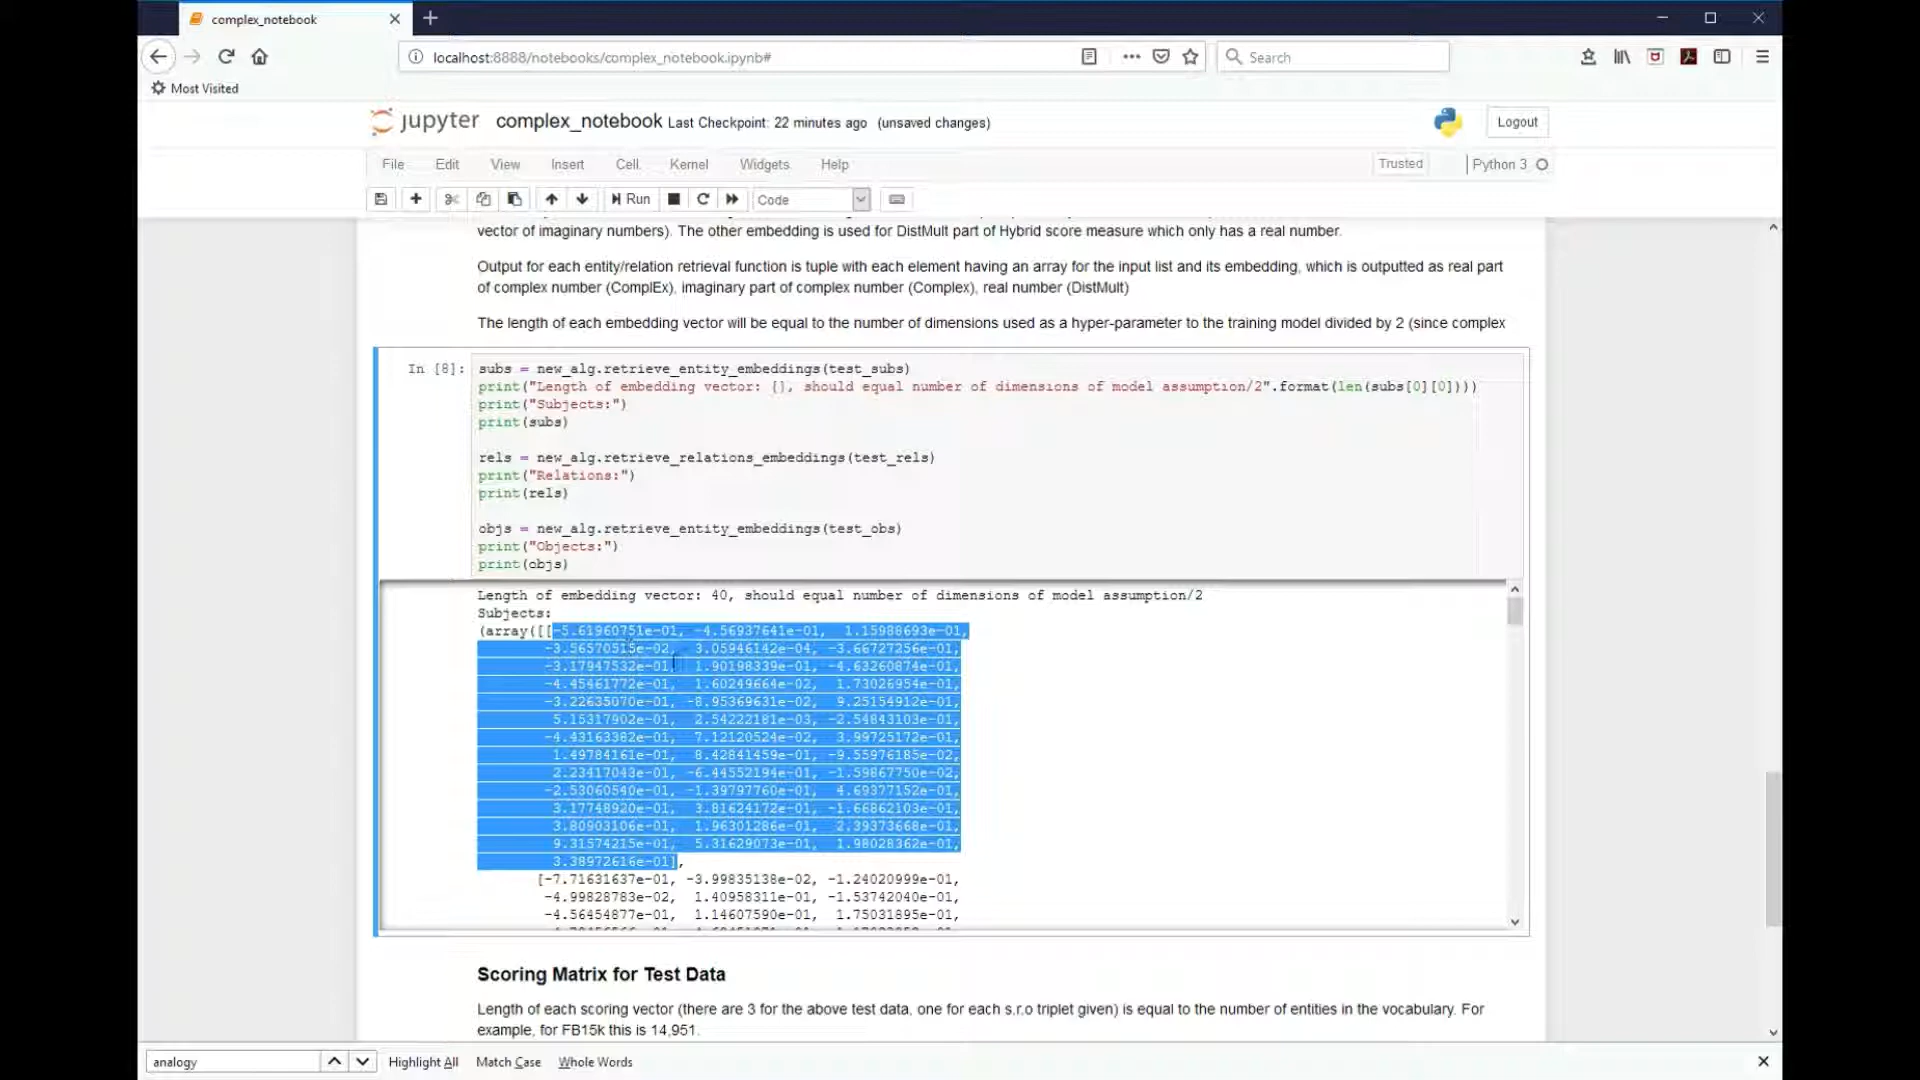 complex_notebook
localhost:8888/notebooks/complex_notebook.ipynb#
Search
Most Visited
jupyter complex_notebook Last Checkpoint: 22 minutes ago (unsaved changes)
Logout
File Edit View Insert Cell Kernel Widgets Help
Trusted
Python 3
Run
Code
vector of imaginary numbers). The other embedding is used for DistMult part of Hybrid score measure which only has a real number.
Output for each entity/relation retrieval function is tuple with each element having an array for the input list and its embedding, which is outputted as real part
of complex number (ComplEx), imaginary part of complex number (Complex), real number (DistMult)
The length of each embedding vector will be equal to the number of dimensions used as a hyper-parameter to the training model divided by 2 (since complex
In [8]: subs = new_alg.retrieve_entity_embeddings(test_subs)
print("Length of embedding vector: {}, should equal number of dimensions of model assumption/2".format(len(subs[0][0])))
print("Subjects:")
print(subs)
rels = new_alg.retrieve_relations_embeddings(test_rels)
print("Relations:")
print(rels)
objs = new_alg.retrieve_entity_embeddings(test_obs)
print("Objects:")
print(objs)
Length of embedding vector: 40, should equal number of dimensions of model assumption/2
Subjects:
(array([[-5.61960751e-01, -4.56937641e-01, 1.15988693e-01,
-3.56570515e-02, 3.05946142e-04, -3.66727256e-01,
-3.17947532e-01, 1.90198339e-01, -4.63260874e-01,
-4.45461772e-01, 1.60249664e-02, 1.73026954e-01,
-3.22635070e-01, -8.95369631e-02, 9.25154912e-01,
5.15317902e-01, 2.54222181e-03, -2.54843103e-01,
-4.43163382e-01, 7.12120524e-02, 3.99725172e-01,
1.49784161e-01, 8.42841459e-01, -9.55976185e-02,
2.23417043e-01, -6.44552194e-01, -1.59867750e-02,
-2.53060540e-01, -1.39797760e-01, 4.69377152e-01,
3.17748920e-01, 3.81624172e-01, -1.66862103e-01,
3.80903106e-01, 1.96301286e-01, 2.39373668e-01,
9.31574215e-01, 5.31629073e-01, 1.98028362e-01,
3.38972616e-01],
[-7.71631637e-01, -3.99835138e-02, -1.24020999e-01,
-4.99828783e-02, 1.40958311e-01, -1.53742040e-01,
-4.56454877e-01, 1.14607590e-01, 1.75031895e-01,
Scoring Matrix for Test Data
Length of each scoring vector (there are 3 for the above test data, one for each s.r.o triplet given) is equal to the number of entities in the vocabulary. For
example, for FB15k this is 14,951.
analogy
Highlight All Match Case Whole Words